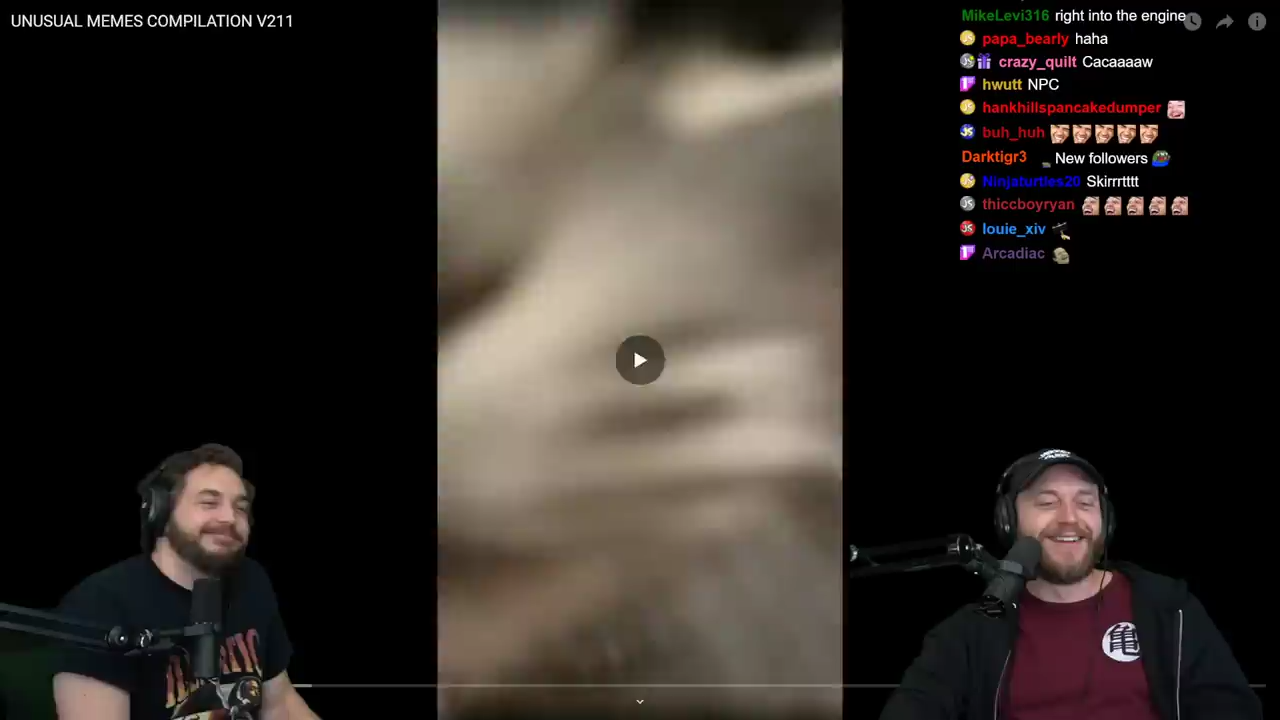 UNUSUAL MEMES COMPILATION V211
MikeLevi316 right into the engine
papa_bearly haha
crazy_quilt Cacaaaaw
hwutt NPC
hankhillspancakedumper
buh_huh
Darktigr3 New followers
Ninjaturtles20 Skirrrtttt
thiccboyryan
louie_xiv
Arcadiac
亀